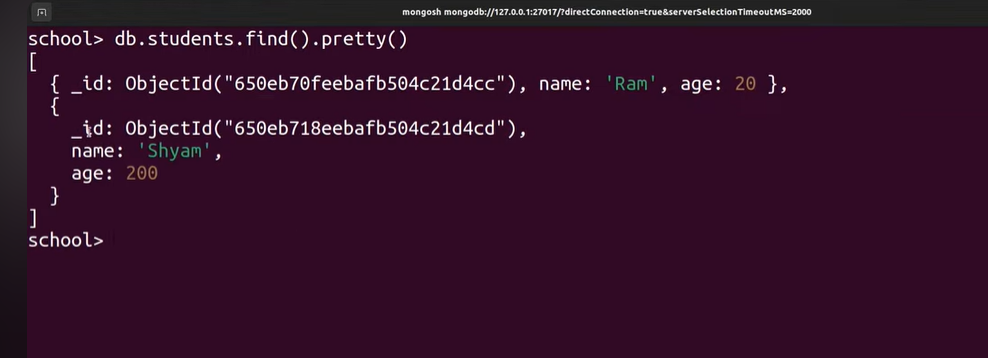 mongosh mongodb://127.0.0.1:27017/?directConnection=true&serverSelectionTimeoutMS=2000
school> db.students.find().pretty()
[
  { _id: ObjectId("650eb70feebafb504c21d4cc"), name: 'Ram', age: 20 },
  {
    _id: ObjectId("650eb718eebafb504c21d4cd"),
    name: 'Shyam',
    age: 200
  }
]
school>